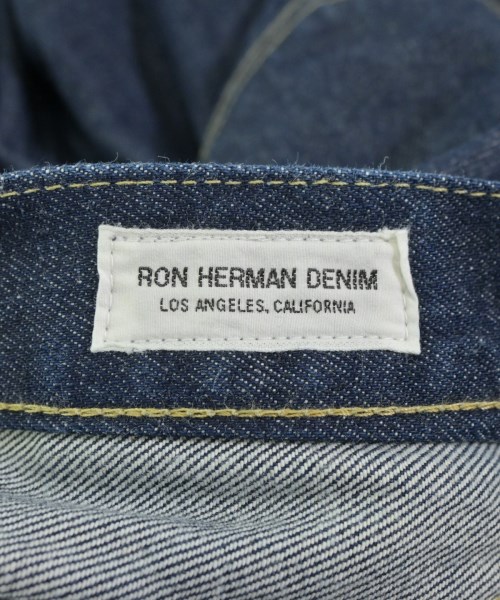 RON HERMAN DENIM
LOS ANGELES, CALIFORNIA